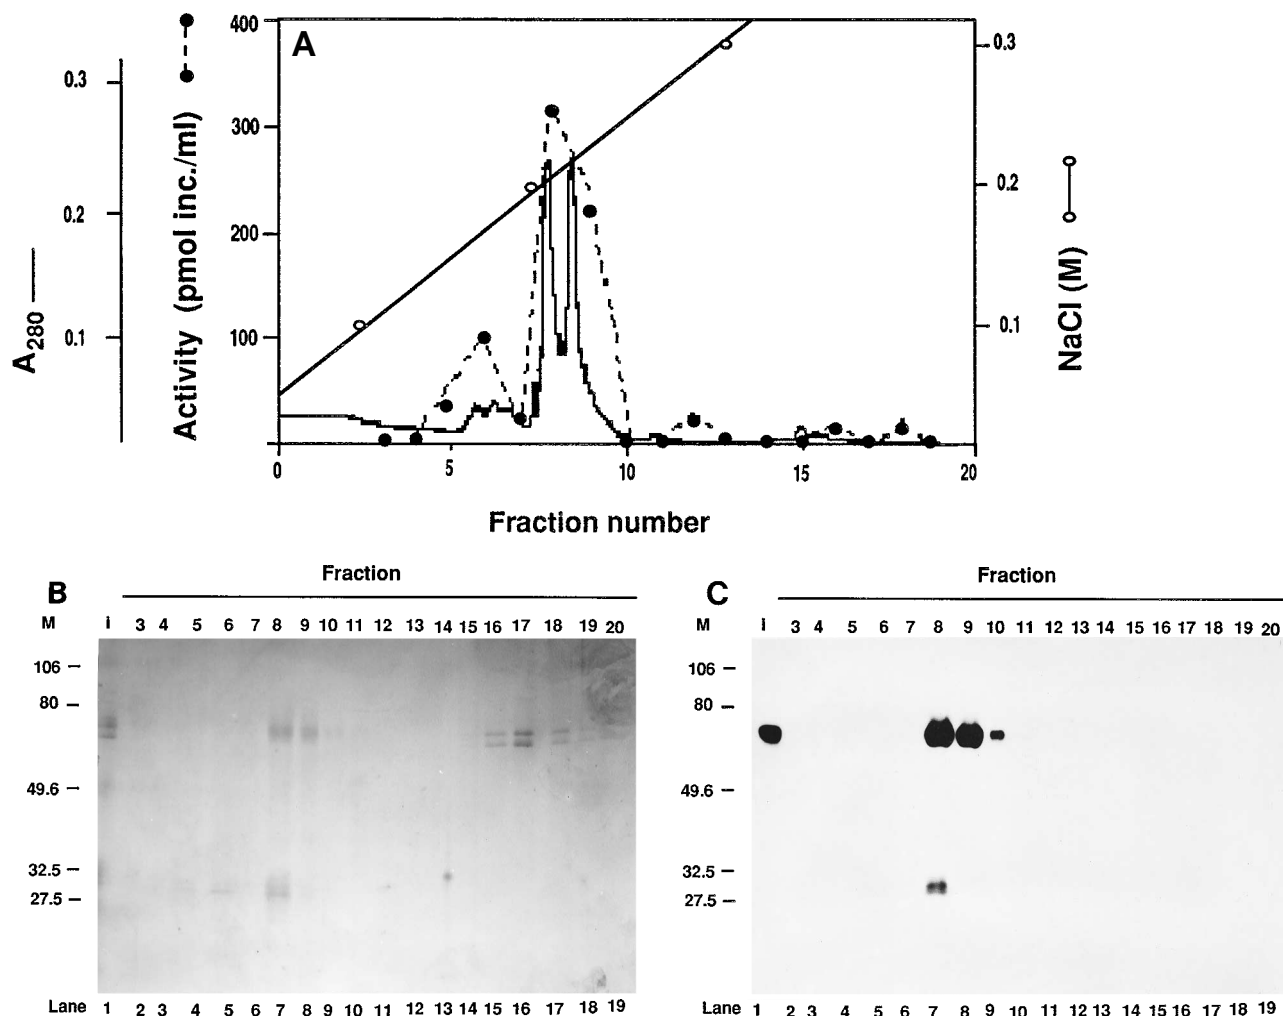 A
400
300
200
100
0.3
0.2
0.1
A280
Activity (pmol inc./ml)
0.3
0.2
0.1
NaCl (M)
0 5 10 15 20
Fraction number
B
Fraction
M i 3 4 5 6 7 8 9 10 11 12 13 14 15 16 17 18 19 20
106
80
49.6
32.5
27.5
Lane 1 2 3 4 5 6 7 8 9 10 11 12 13 14 15 16 17 18 19
C
Fraction
M i 3 4 5 6 7 8 9 10 11 12 13 14 15 16 17 18 19 20
106
80
49.6
32.5
27.5
Lane 1 2 3 4 5 6 7 8 9 10 11 12 13 14 15 16 17 18 19